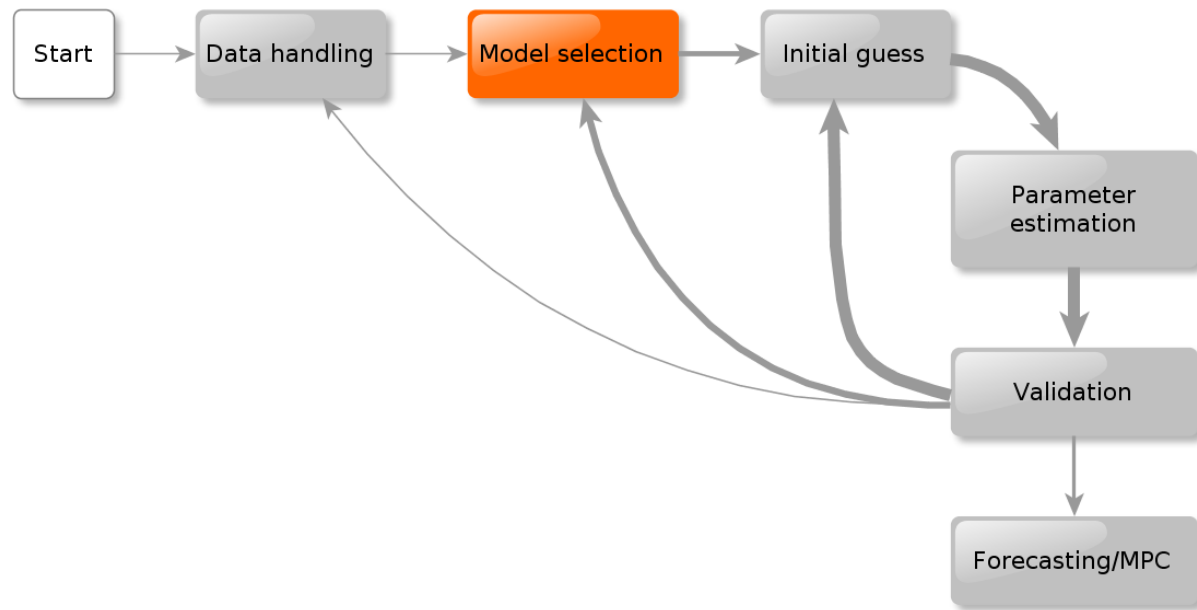 Start
Data handling
Model selection
Initial guess
Parameter
estimation
Validation
Forecasting/MPC